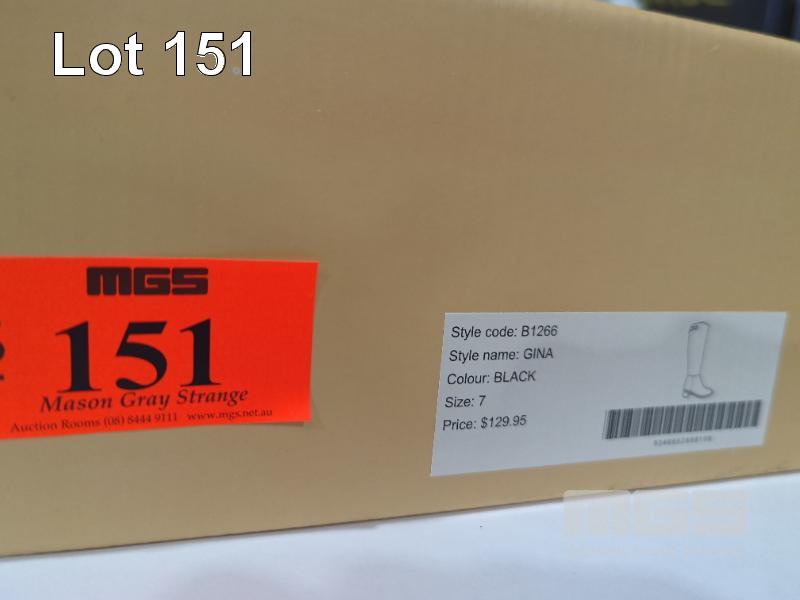 Lot 151
MGS
151
Mason Gray Strange
Auction Rooms (08) 8444 9111 www.mgs.net.au
Style code: B1266
Style name: GINA
Colour: BLACK
Size: 7
Price: $129.95
MGS